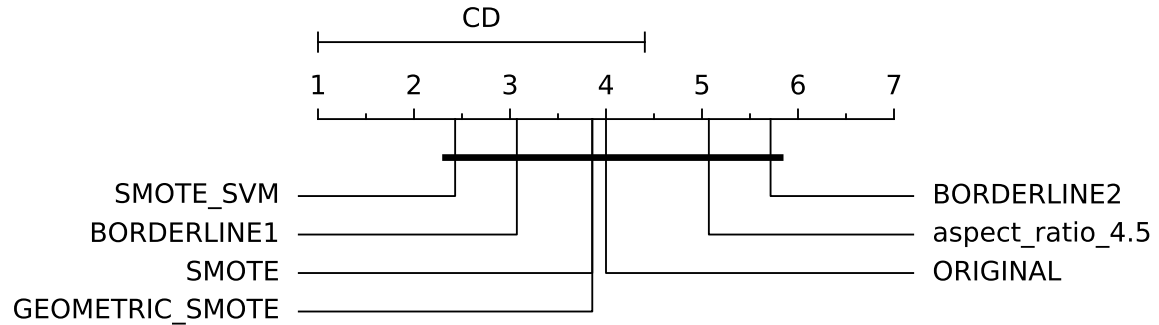 CD
1 2 3 4 5 6 7
SMOTE_SVM
BORDERLINE1
SMOTE
GEOMETRIC_SMOTE
BORDERLINE2
aspect_ratio_4.5
ORIGINAL